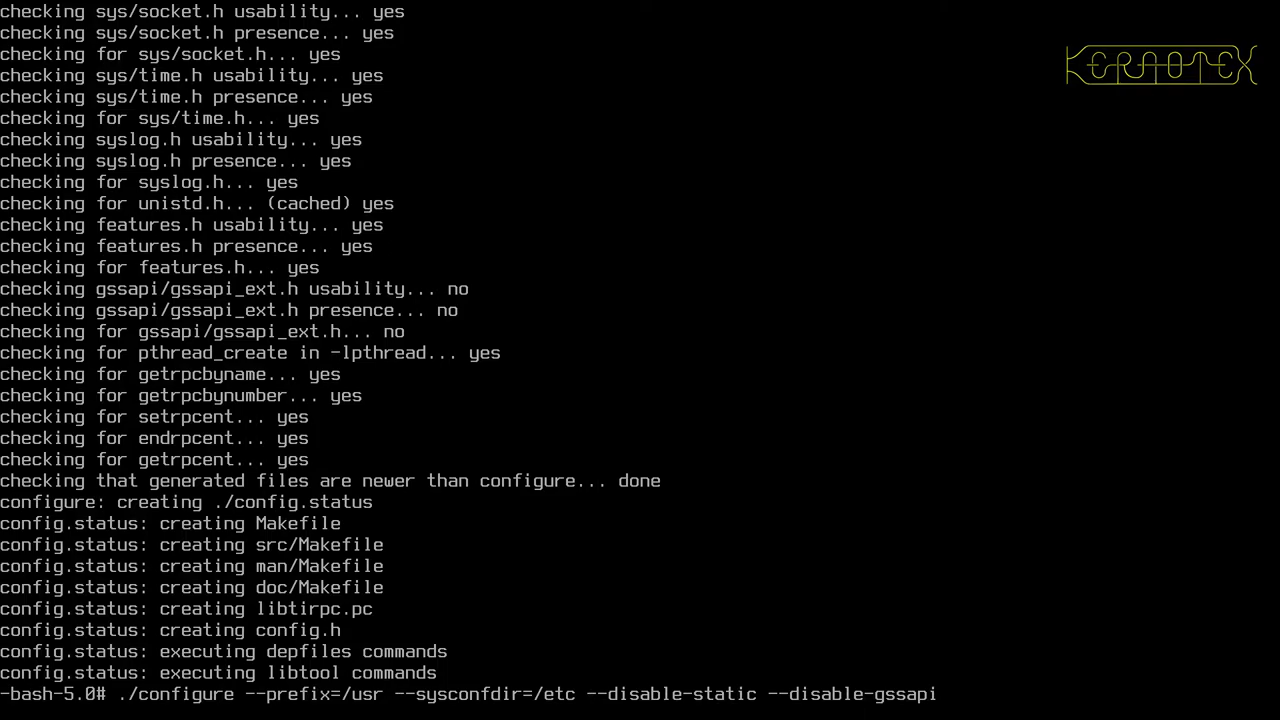 checking sys/socket.h usability... yes
checking sys/socket.h presence... yes
checking for sys/socket.h... yes
checking sys/time.h usability... yes
checking sys/time.h presence... yes
checking for sys/time.h... yes
checking syslog.h usability... yes
checking syslog.h presence... yes
checking for syslog.h... yes
checking for unistd.h... (cached) yes
checking features.h usability... yes
checking features.h presence... yes
checking for features.h... yes
checking gssapi/gssapi_ext.h usability... no
checking gssapi/gssapi_ext.h presence... no
checking for gssapi/gssapi_ext.h... no
checking for pthread_create in -lpthread... yes
checking for getrpcbyname... yes
checking for getrpcbynumber... yes
checking for setrpcent... yes
checking for endrpcent... yes
checking for getrpcent... yes
checking that generated files are newer than configure... done
configure: creating ./config.status
config.status: creating Makefile
config.status: creating src/Makefile
config.status: creating man/Makefile
config.status: creating doc/Makefile
config.status: creating libtirpc.pc
config.status: creating config.h
config.status: executing depfiles commands
config.status: executing libtool commands
-bash-5.0# ./configure --prefix=/usr --sysconfdir=/etc --disable-static --disable-gssapi
KERNOTEX